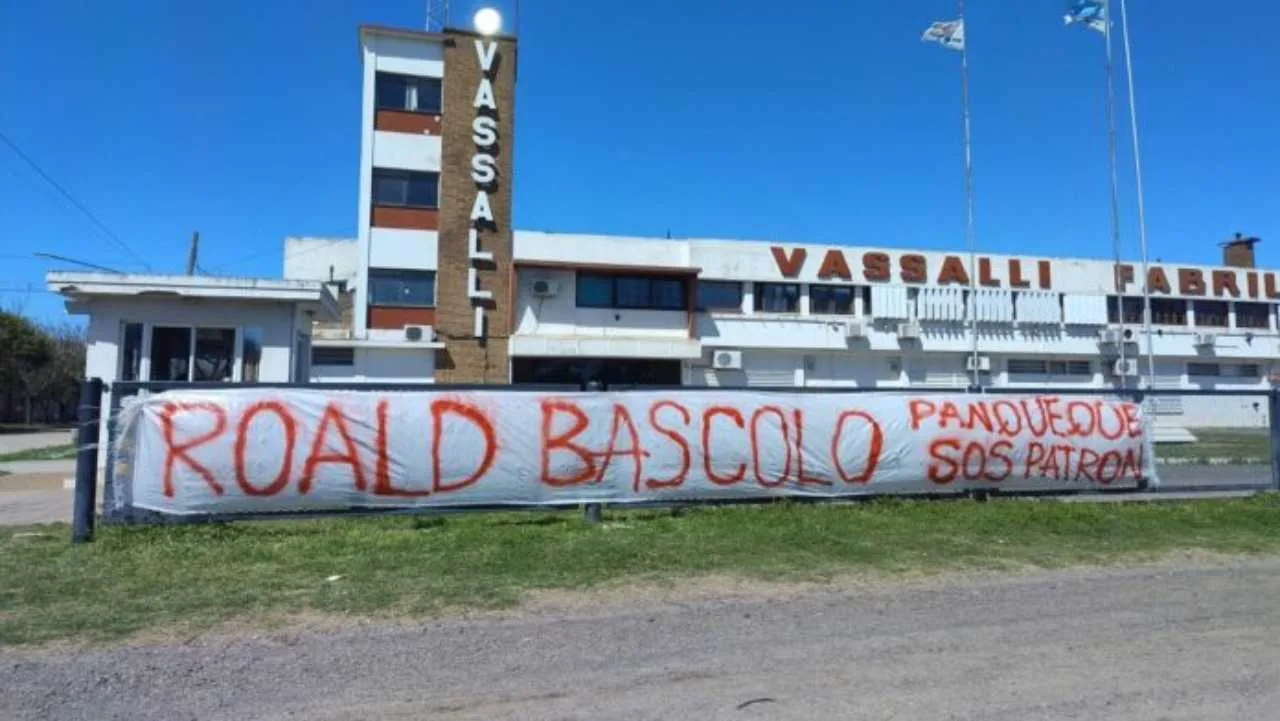 VASSALLI
VASSALLI FABRIL
ROALD BASCOLO
PANQUEQUE
SOS PATRON